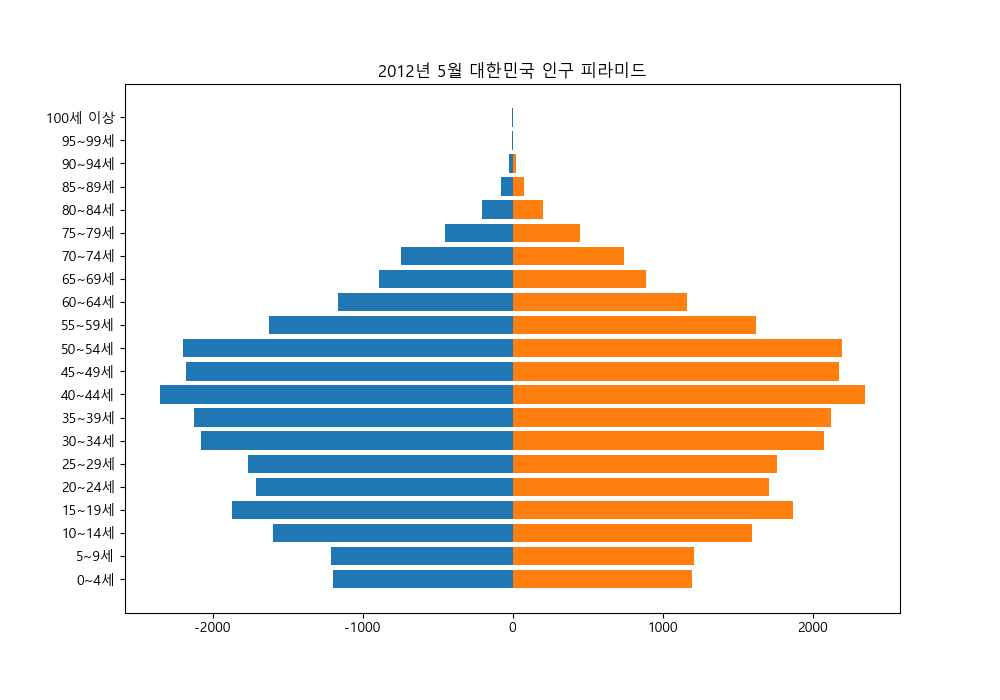 2012년 5월 대한민국 인구 피라미드
100세 이상
95~99세
90~94세
85~89세
80~84세
75~79세
70~74세
65~69세
60~64세
55~59세
50~54세
45~49세
40~44세
35~39세
30~34세
25~29세
20~24세
15~19세
10~14세
5~9세
0~4세
-2000 -1000 0 1000 2000